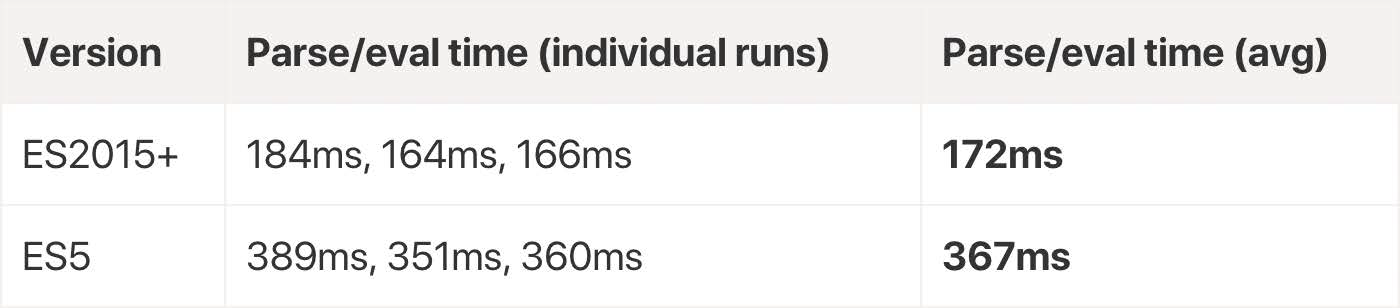 Version Parse/eval time (individual runs) Parse/eval time (avg)
ES2015+ 184ms, 164ms, 166ms 172ms
ES5 389ms, 351ms, 360ms 367ms